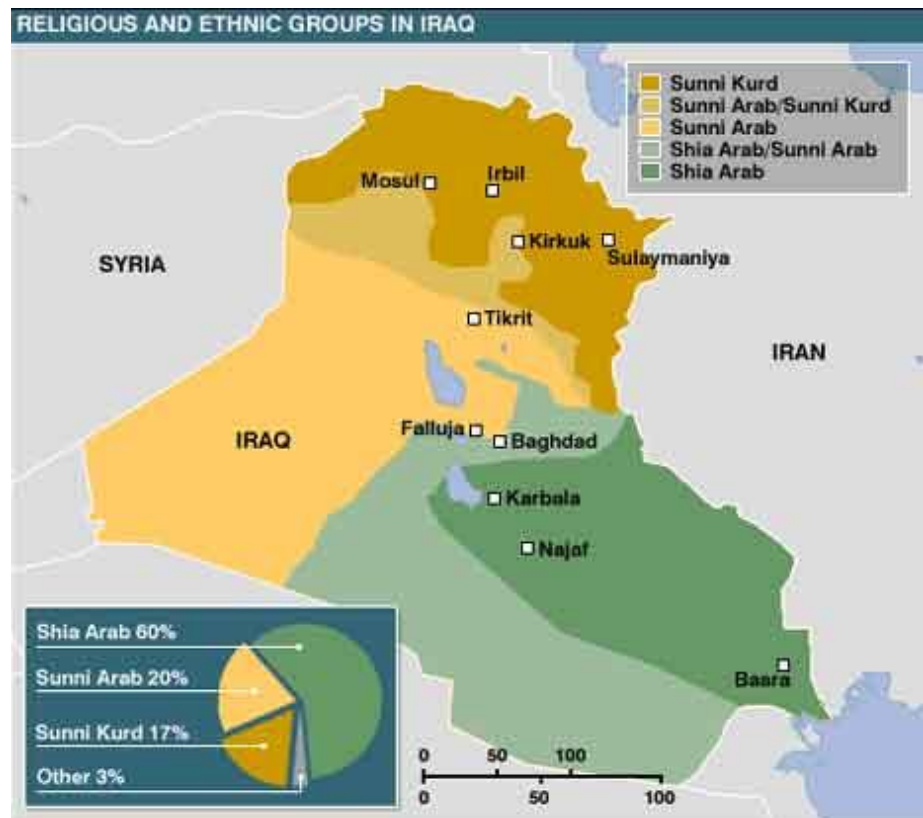 RELIGIOUS AND ETHNIC GROUPS IN IRAQ
Sunni Kurd
Sunni Arab/Sunni Kurd
Sunni Arab
Shia Arab/Sunni Arab
Shia Arab
Mosul
Irbil
Kirkuk
Sulaymaniya
SYRIA
Tikrit
IRAN
Falluja
IRAQ
Baghdad
Karbala
Najaf
Baara
Shia Arab 60%
Sunni Arab 20%
Sunni Kurd 17%
Other 3%
0 50 100
0 50 100